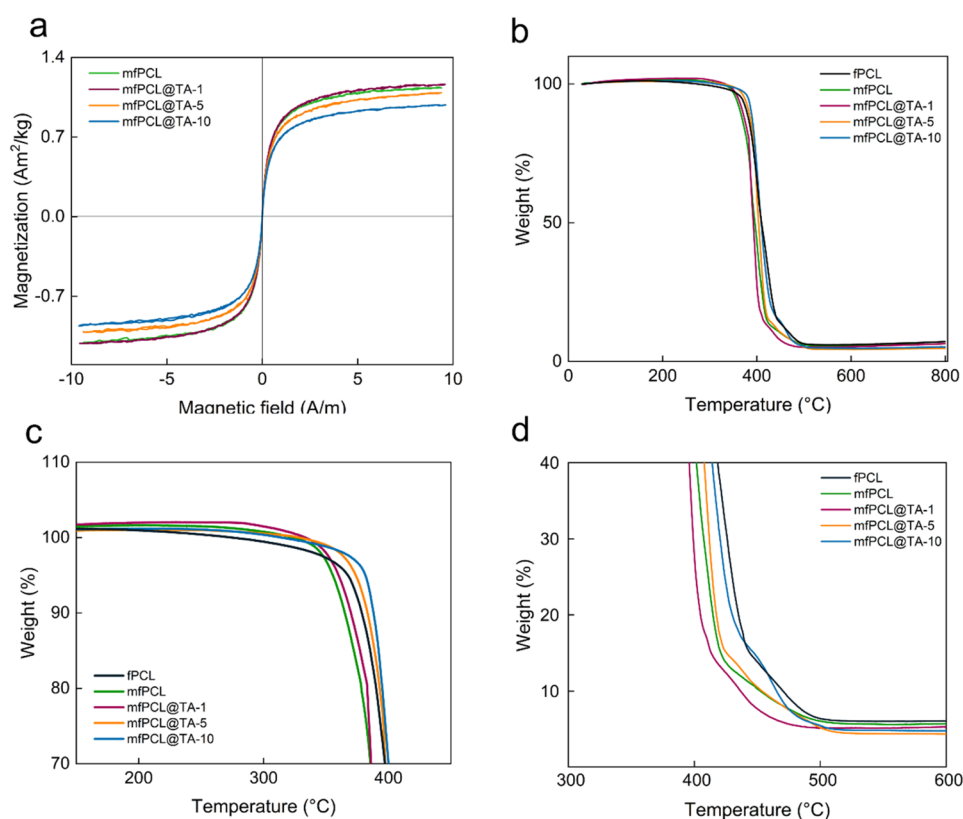 a
1.4
0.7
0.0
-0.7
-10
-5
0
5
10
Magnetization (Am²/kg)
Magnetic field (A/m)
mfPCL
mfPCL@TA-1
mfPCL@TA-5
mfPCL@TA-10
b
100
50
0
0
200
400
600
800
Weight (%)
Temperature (°C)
fPCL
mfPCL
mfPCL@TA-1
mfPCL@TA-5
mfPCL@TA-10
c
110
100
90
80
70
200
300
400
Weight (%)
Temperature (°C)
fPCL
mfPCL
mfPCL@TA-1
mfPCL@TA-5
mfPCL@TA-10
d
40
30
20
10
300
400
500
600
Weight (%)
Temperature (°C)
fPCL
mfPCL
mfPCL@TA-1
mfPCL@TA-5
mfPCL@TA-10